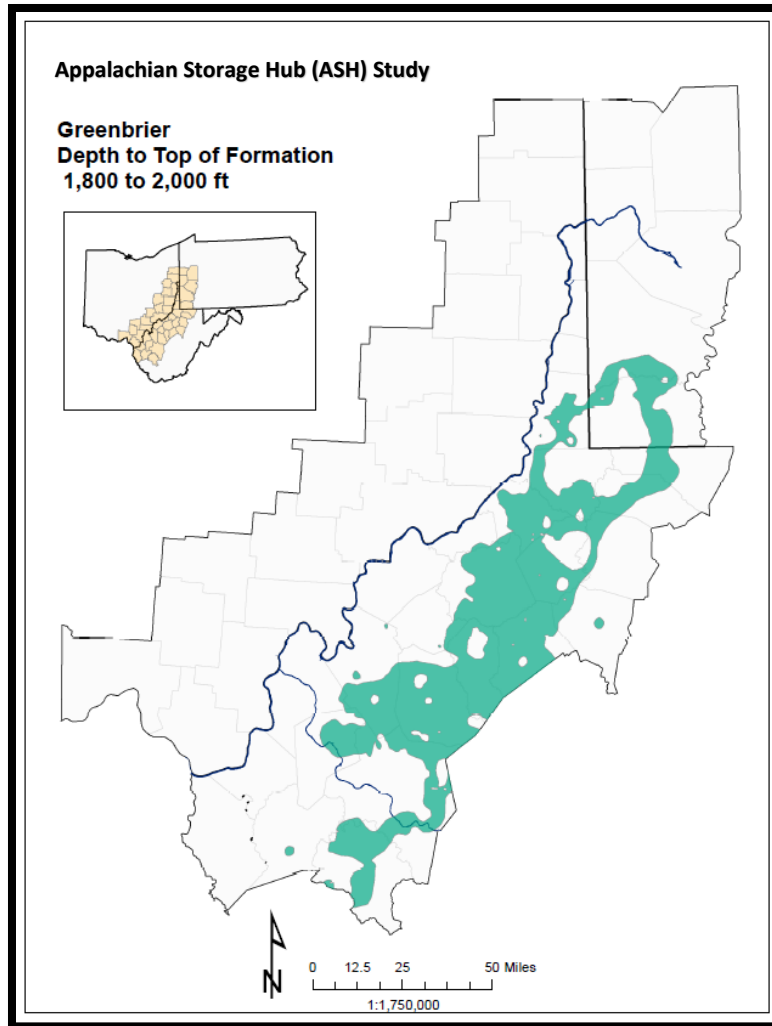 Appalachian Storage Hub (ASH) Study
Greenbrier
Depth to Top of Formation
1,800 to 2,000 ft
N
0 12.5 25 50 Miles
1:1,750,000